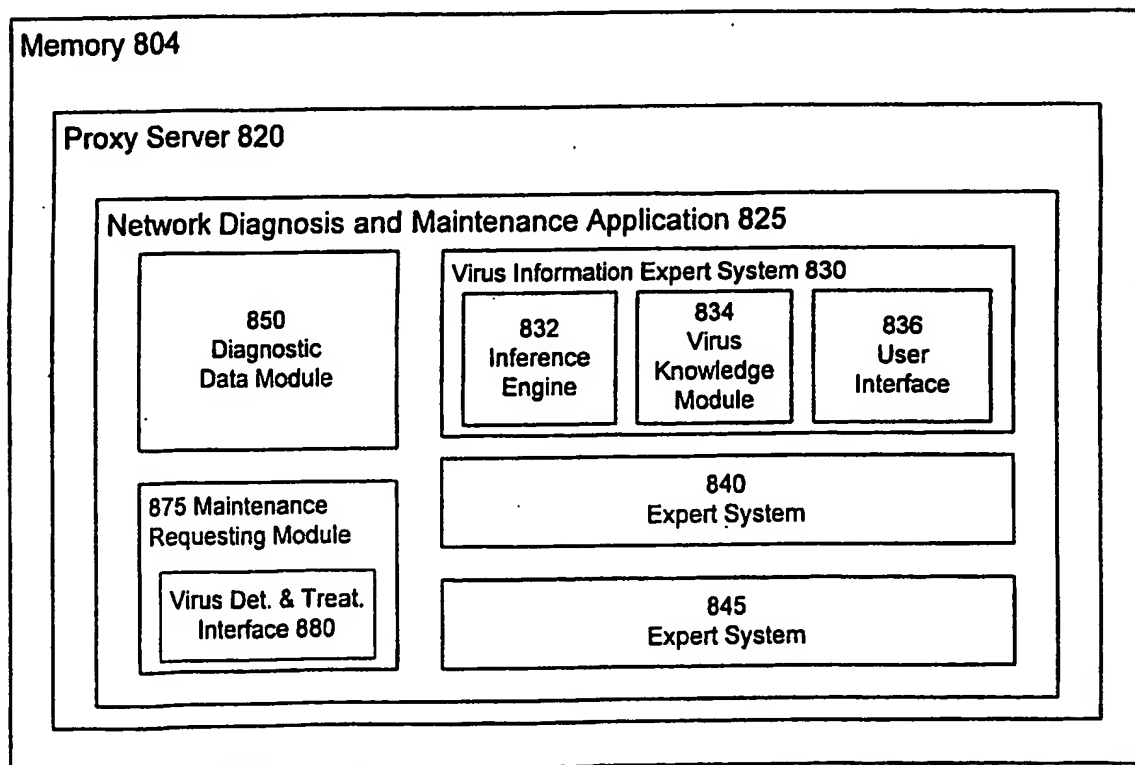 Memory 804
Proxy Server 820
Network Diagnosis and Maintenance Application 825
850
Diagnostic
Data Module
Virus Information Expert System 830
832
Inference
Engine
834
Virus
Knowledge
Module
836
User
Interface
875 Maintenance
Requesting Module
Virus Det. & Treat.
Interface 880
840
Expert System
845
Expert System